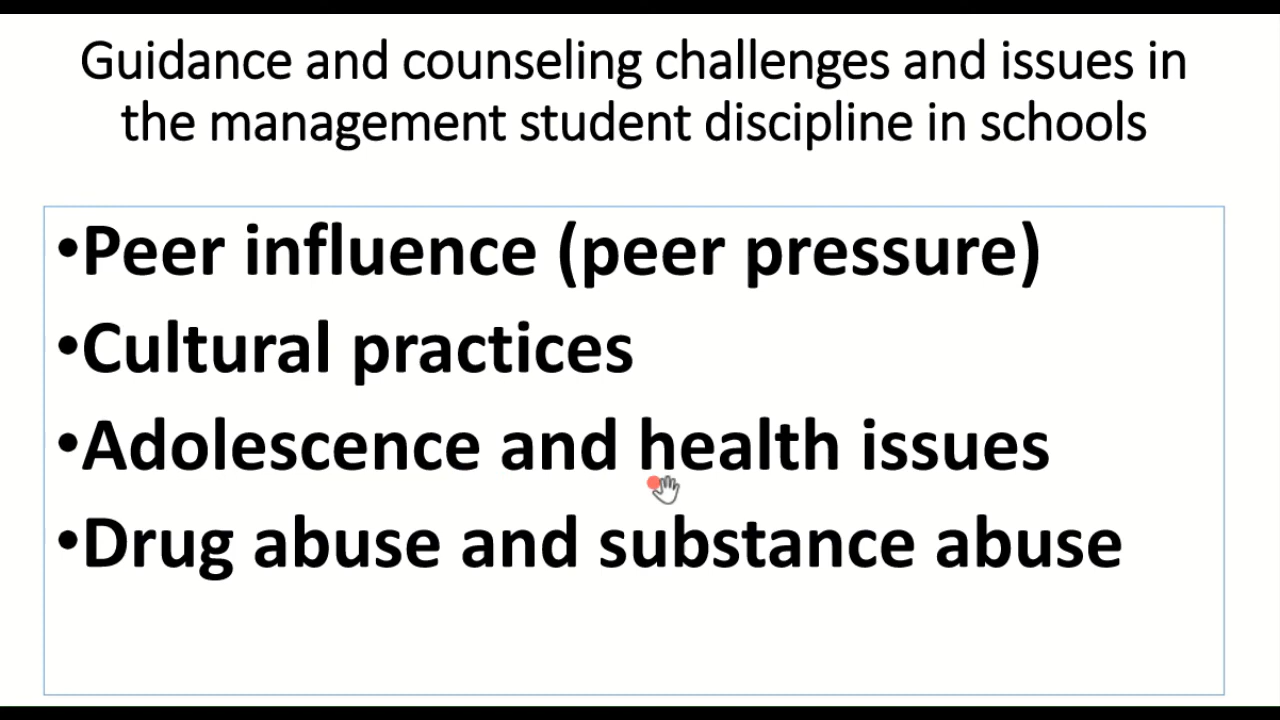 Guidance and counseling challenges and issues in
the management student discipline in schools
•Peer influence (peer pressure)
•Cultural practices
•Adolescence and health issues
•Drug abuse and substance abuse